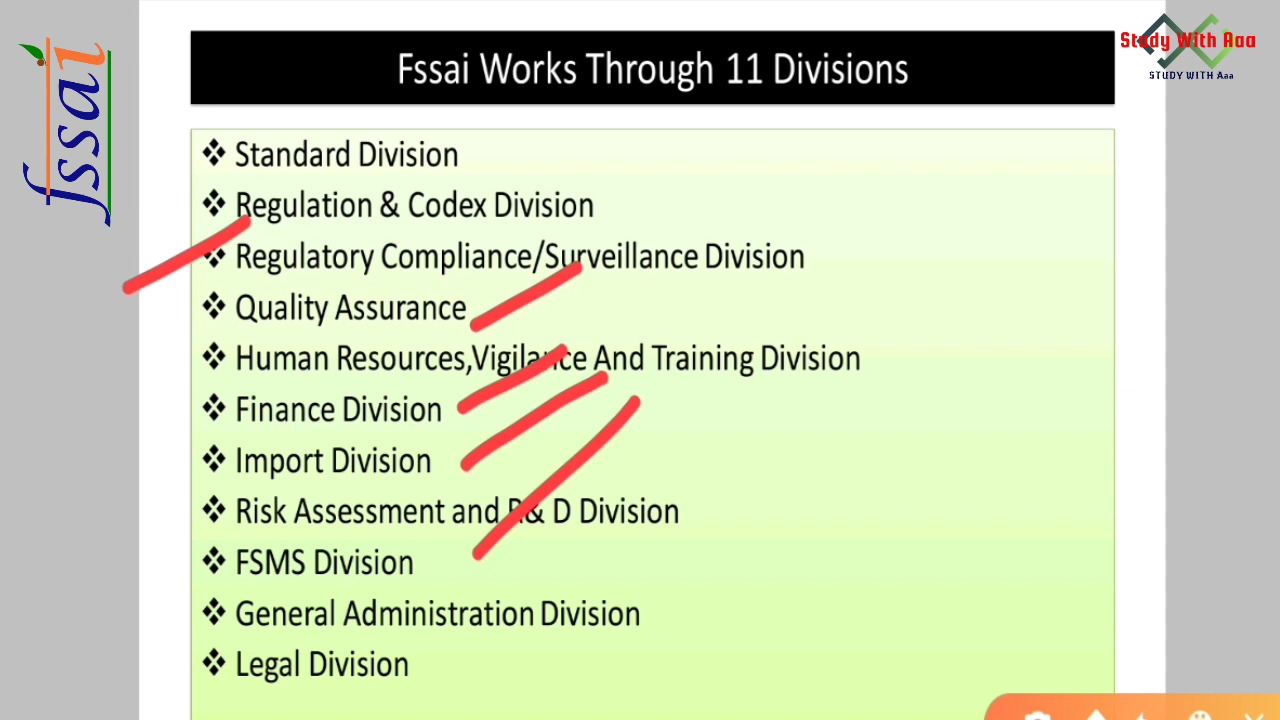 fssai
Study With Aaa
STUDY WITH Aaa
Fssai Works Through 11 Divisions
Standard Division
Regulation & Codex Division
Regulatory Compliance/Surveillance Division
Quality Assurance
Human Resources,Vigilance And Training Division
Finance Division
Import Division
Risk Assessment and R& D Division
FSMS Division
General Administration Division
Legal Division